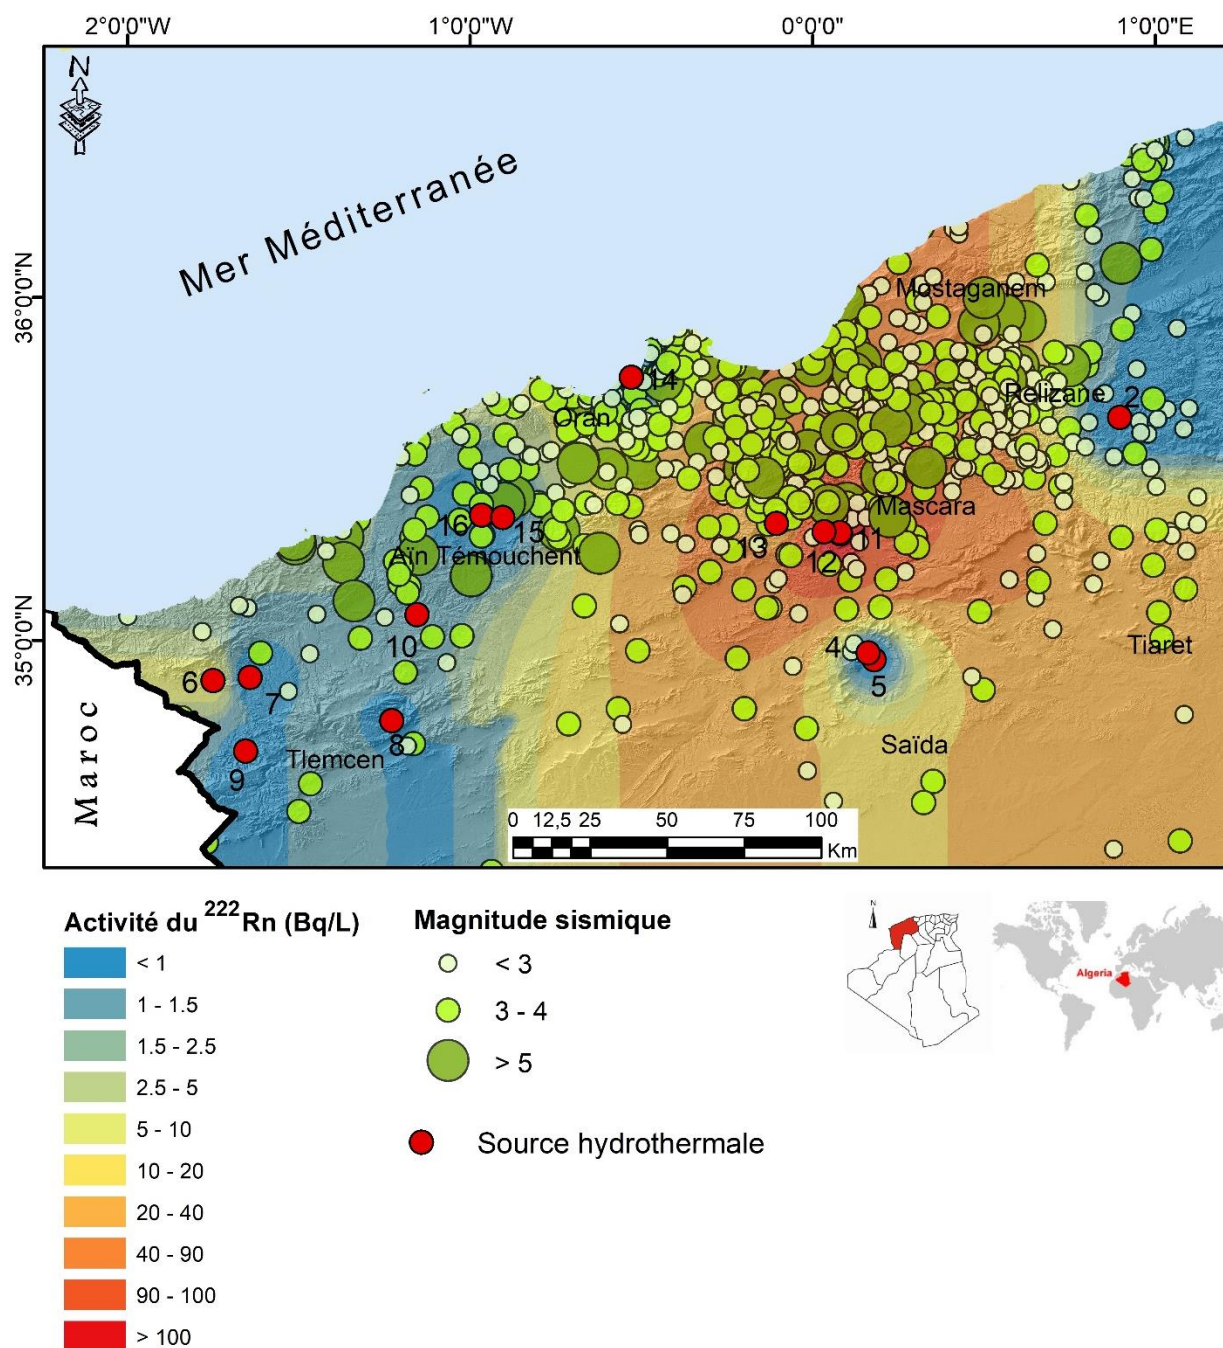 2°0'0"W 1°0'0"W 0°0'0" 1°0'0"E
N
Mer Méditerranée
36°0'0"N
Mostaganem
Relizane
2
14
Oran
Mascara
16
15
13
12
11
Aïn Témouchent
35°0'0"N
10
4
5
Tiaret
6
7
8
9
Tlemcen
Saïda
Maroc
0 12,5 25 50 75 100
Km
Activité du ²²²Rn (Bq/L)
< 1
1 - 1.5
1.5 - 2.5
2.5 - 5
5 - 10
10 - 20
20 - 40
40 - 90
90 - 100
> 100
Magnitude sismique
< 3
3 - 4
> 5
Source hydrothermale
N
Algeria